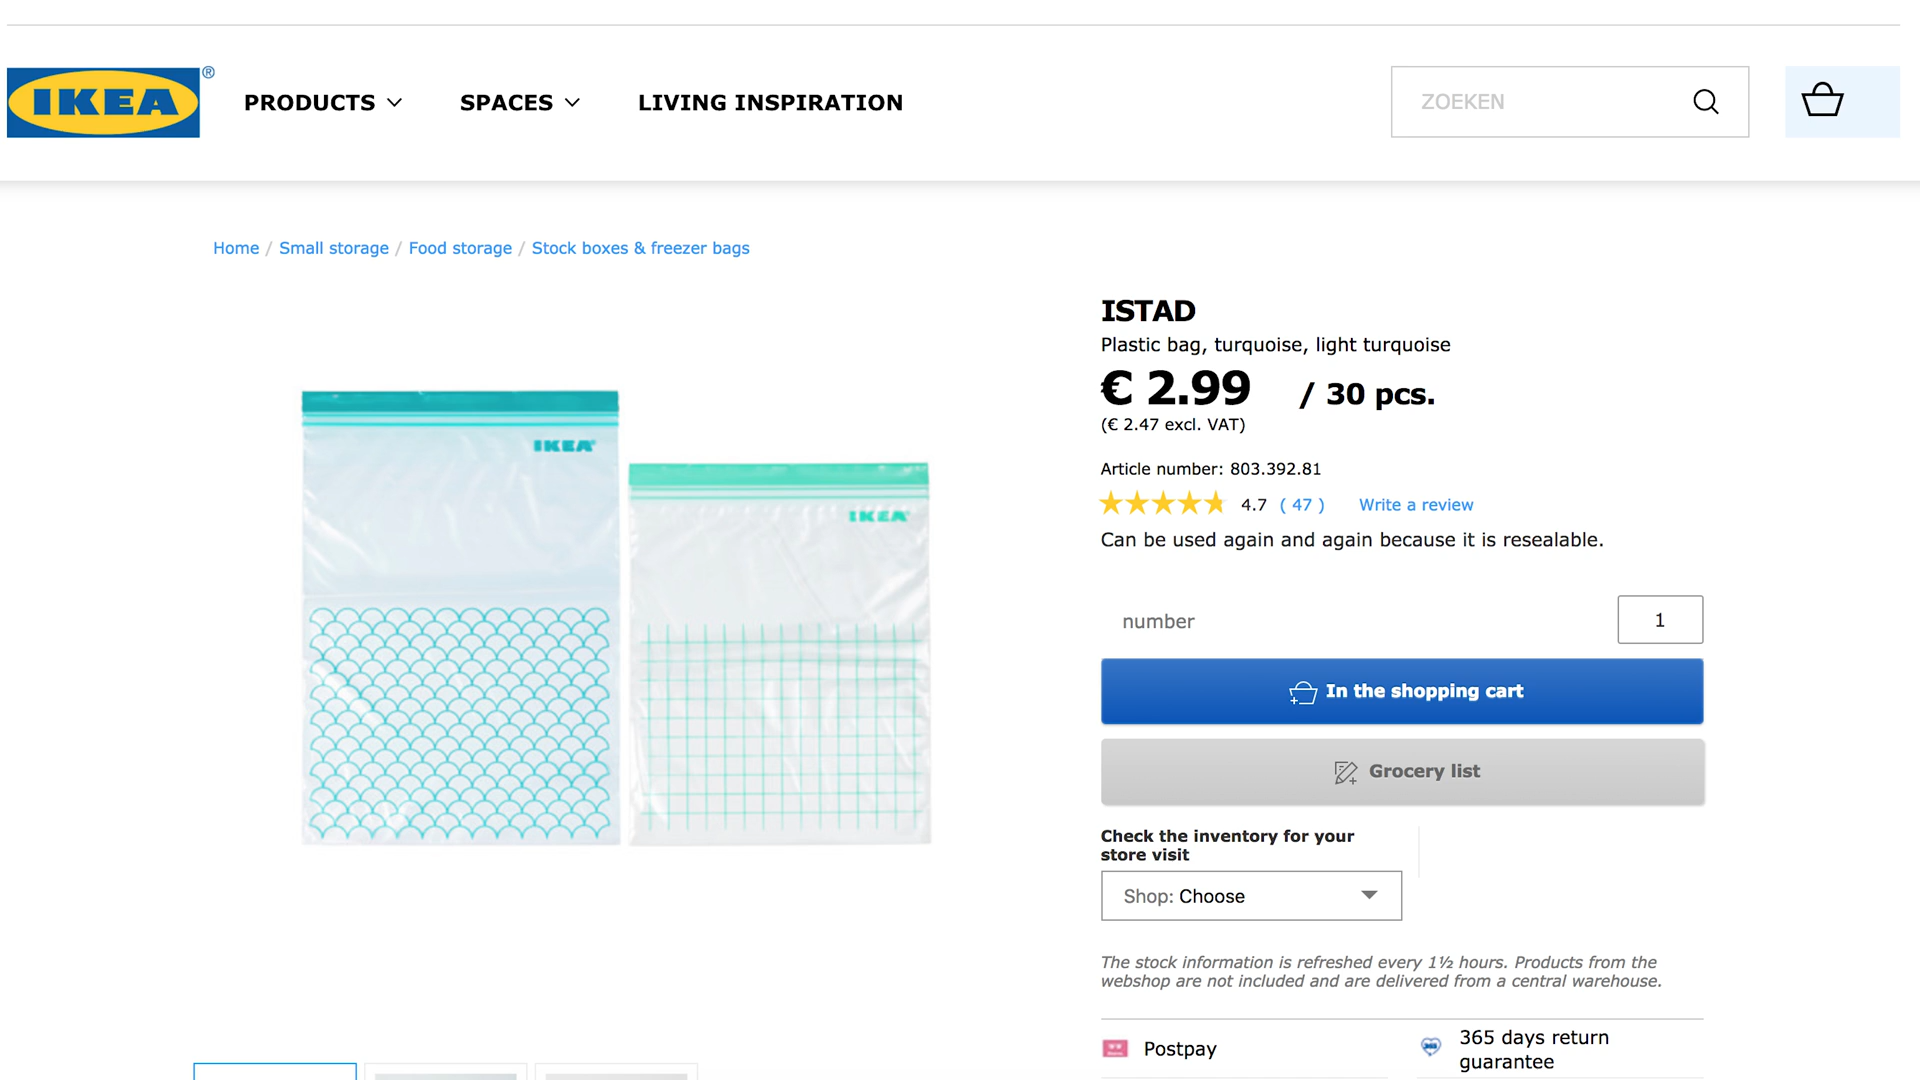 IKEA ®
PRODUCTS
SPACES
LIVING INSPIRATION
ZOEKEN
Home / Small storage / Food storage / Stock boxes & freezer bags
IKEA
IKEA
ISTAD
Plastic bag, turquoise, light turquoise
€ 2.99 / 30 pcs.
(€ 2.47 excl. VAT)
Article number: 803.392.81
4.7 ( 47 ) Write a review
Can be used again and again because it is resealable.
number 1
In the shopping cart
Grocery list
Check the inventory for your
store visit
Shop: Choose
The stock information is refreshed every 1½ hours. Products from the
webshop are not included and are delivered from a central warehouse.
Postpay
365 days return
guarantee